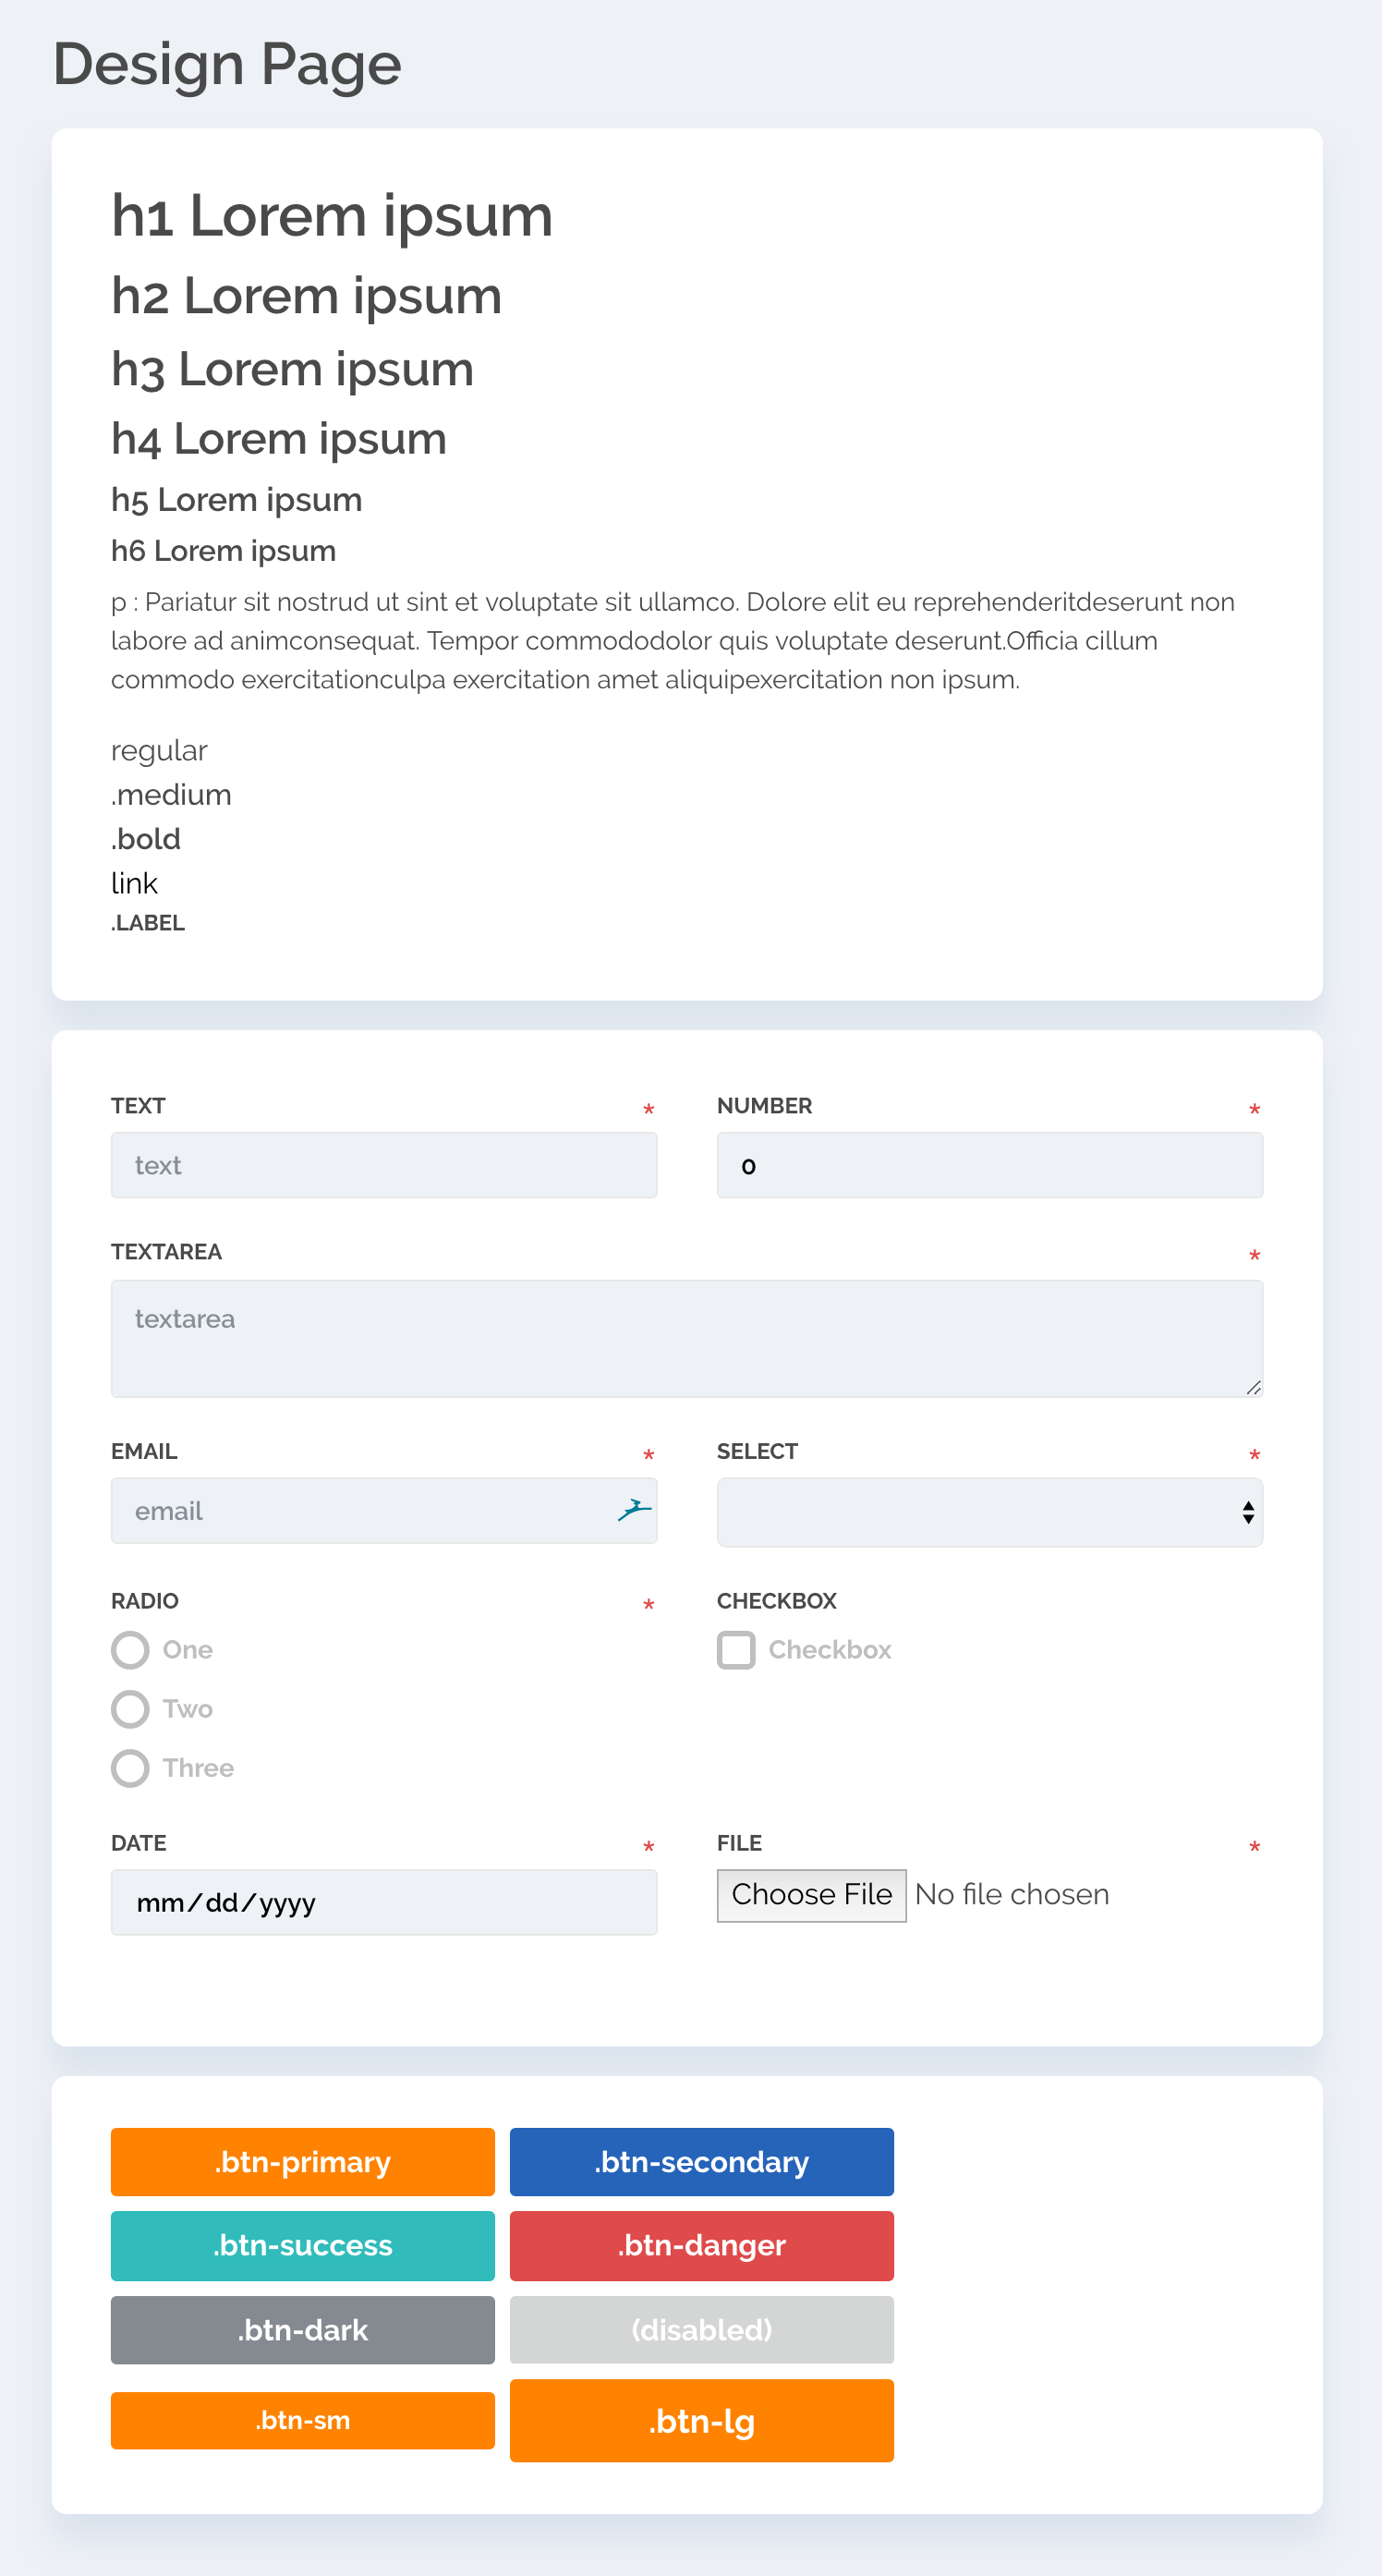 Design Page
h1 Lorem ipsum
h2 Lorem ipsum
h3 Lorem ipsum
h4 Lorem ipsum
h5 Lorem ipsum
h6 Lorem ipsum
p : Pariatur sit nostrud ut sint et voluptate sit ullamco. Dolore elit eu reprehenderitdeserunt non
labore ad animconsequat. Tempor commododolor quis voluptate deserunt.Officia cillum
commodo exercitationculpa exercitation amet aliquipexercitation non ipsum.
regular
.medium
.bold
link
.LABEL
TEXT * NUMBER *
text 0
TEXTAREA *
textarea
EMAIL * SELECT *
email
RADIO * CHECKBOX
One Checkbox
Two
Three
DATE * FILE *
mm/dd/yyyy Choose File No file chosen
.btn-primary .btn-secondary
.btn-success .btn-danger
.btn-dark (disabled)
.btn-sm .btn-lg